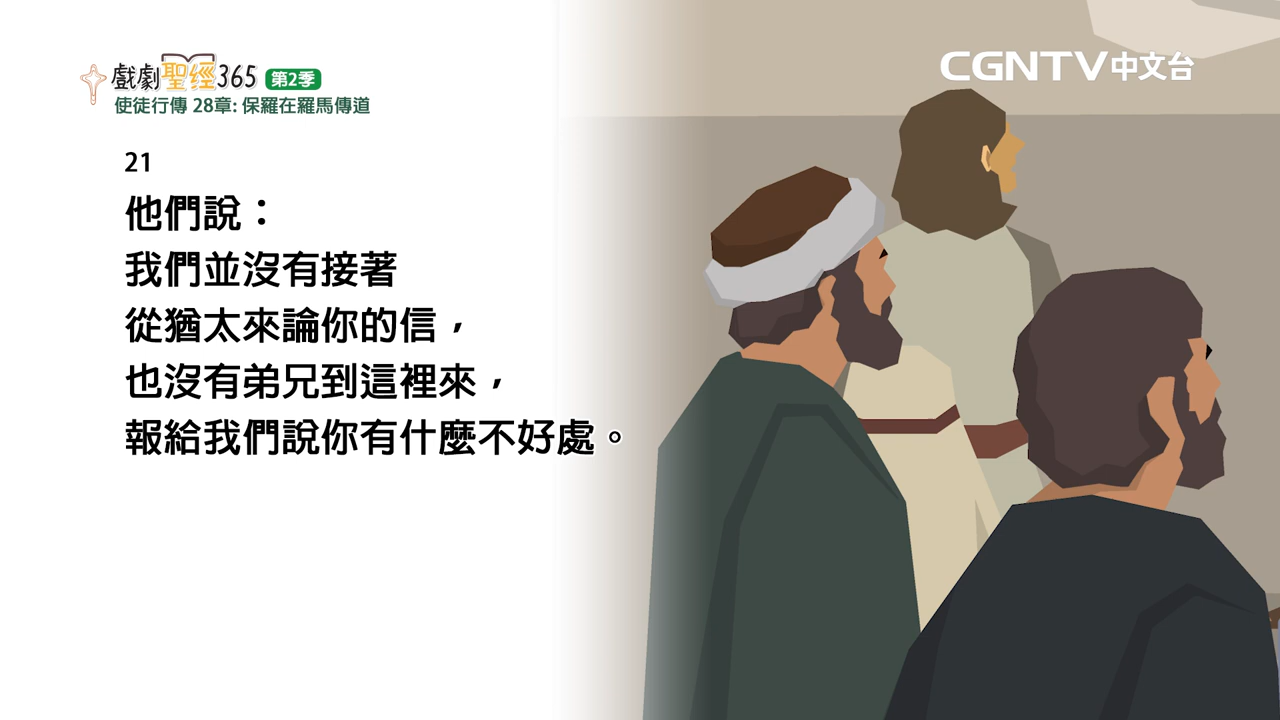 戲劇聖經365 第2季
使徒行傳 28章: 保羅在羅馬傳道
CGNTV中文台
21
他們說：
我們並沒有接著
從猶太來論你的信，
也沒有弟兄到這裡來，
報給我們說你有什麼不好處。